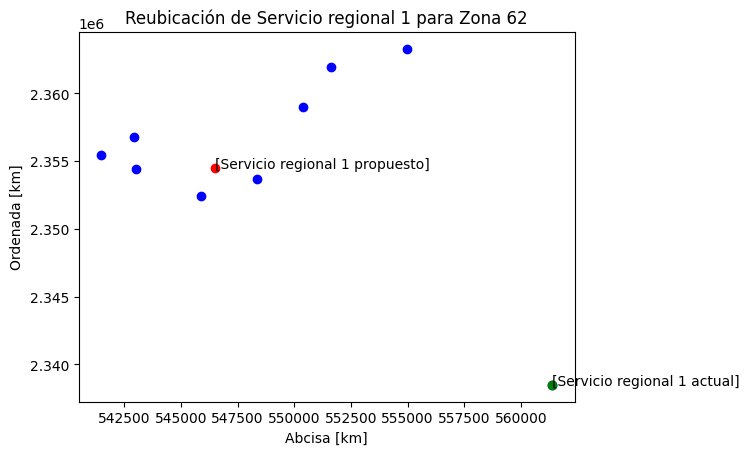 Reubicación de Servicio regional 1 para Zona 62
1e6
2.360
2.355
2.350
2.345
2.340
Ordenada [km]
[Servicio regional 1 propuesto]
[Servicio regional 1 actual]
542500 545000 547500 550000 552500 555000 557500 560000
Abcisa [km]